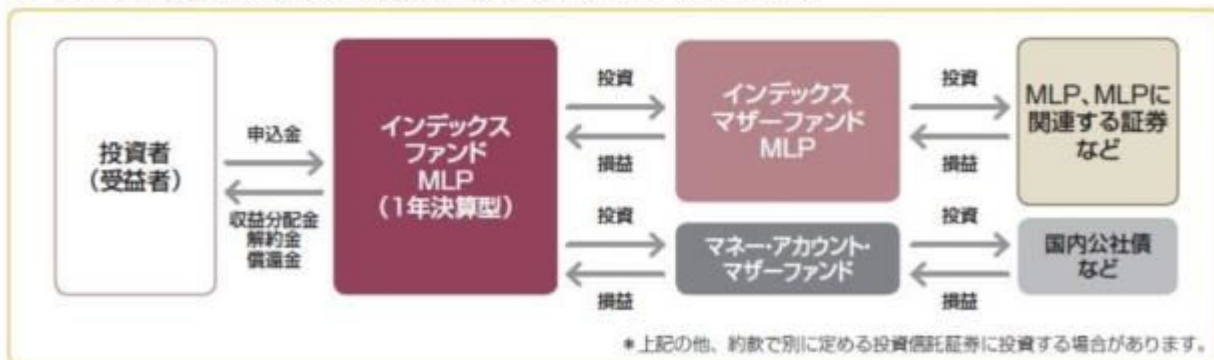 投資者
(受益者)
申込金
収益分配金
解約金
償還金
インデックス
ファンド
MLP
(1年決算型)
投資
損益
インデックス
マザーファンド
MLP
投資
損益
MLP、MLPに
関連する証券
など
投資
損益
マネー・アカウント・
マザーファンド
投資
損益
国内公社債
など
*上記の他、約款で別に定める投資信託証券に投資する場合があります。